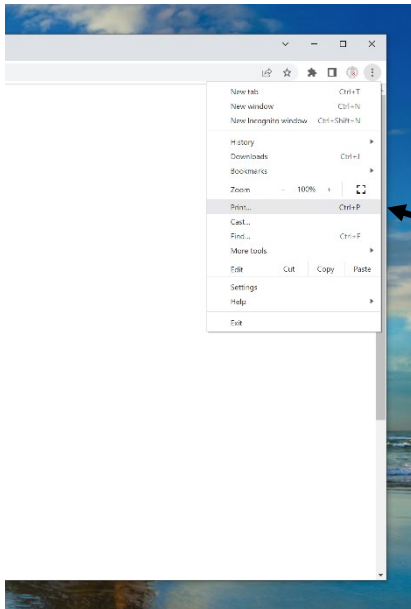 New tab Ctrl+T
New window Ctrl+N
New Incognito window Ctrl+Shift+N
History
Downloads Ctrl+J
Bookmarks
Zoom - 100% +
Print... Ctrl+P
Cast...
Find... Ctrl+F
More tools
Edit Cut Copy Paste
Settings
Help
Exit